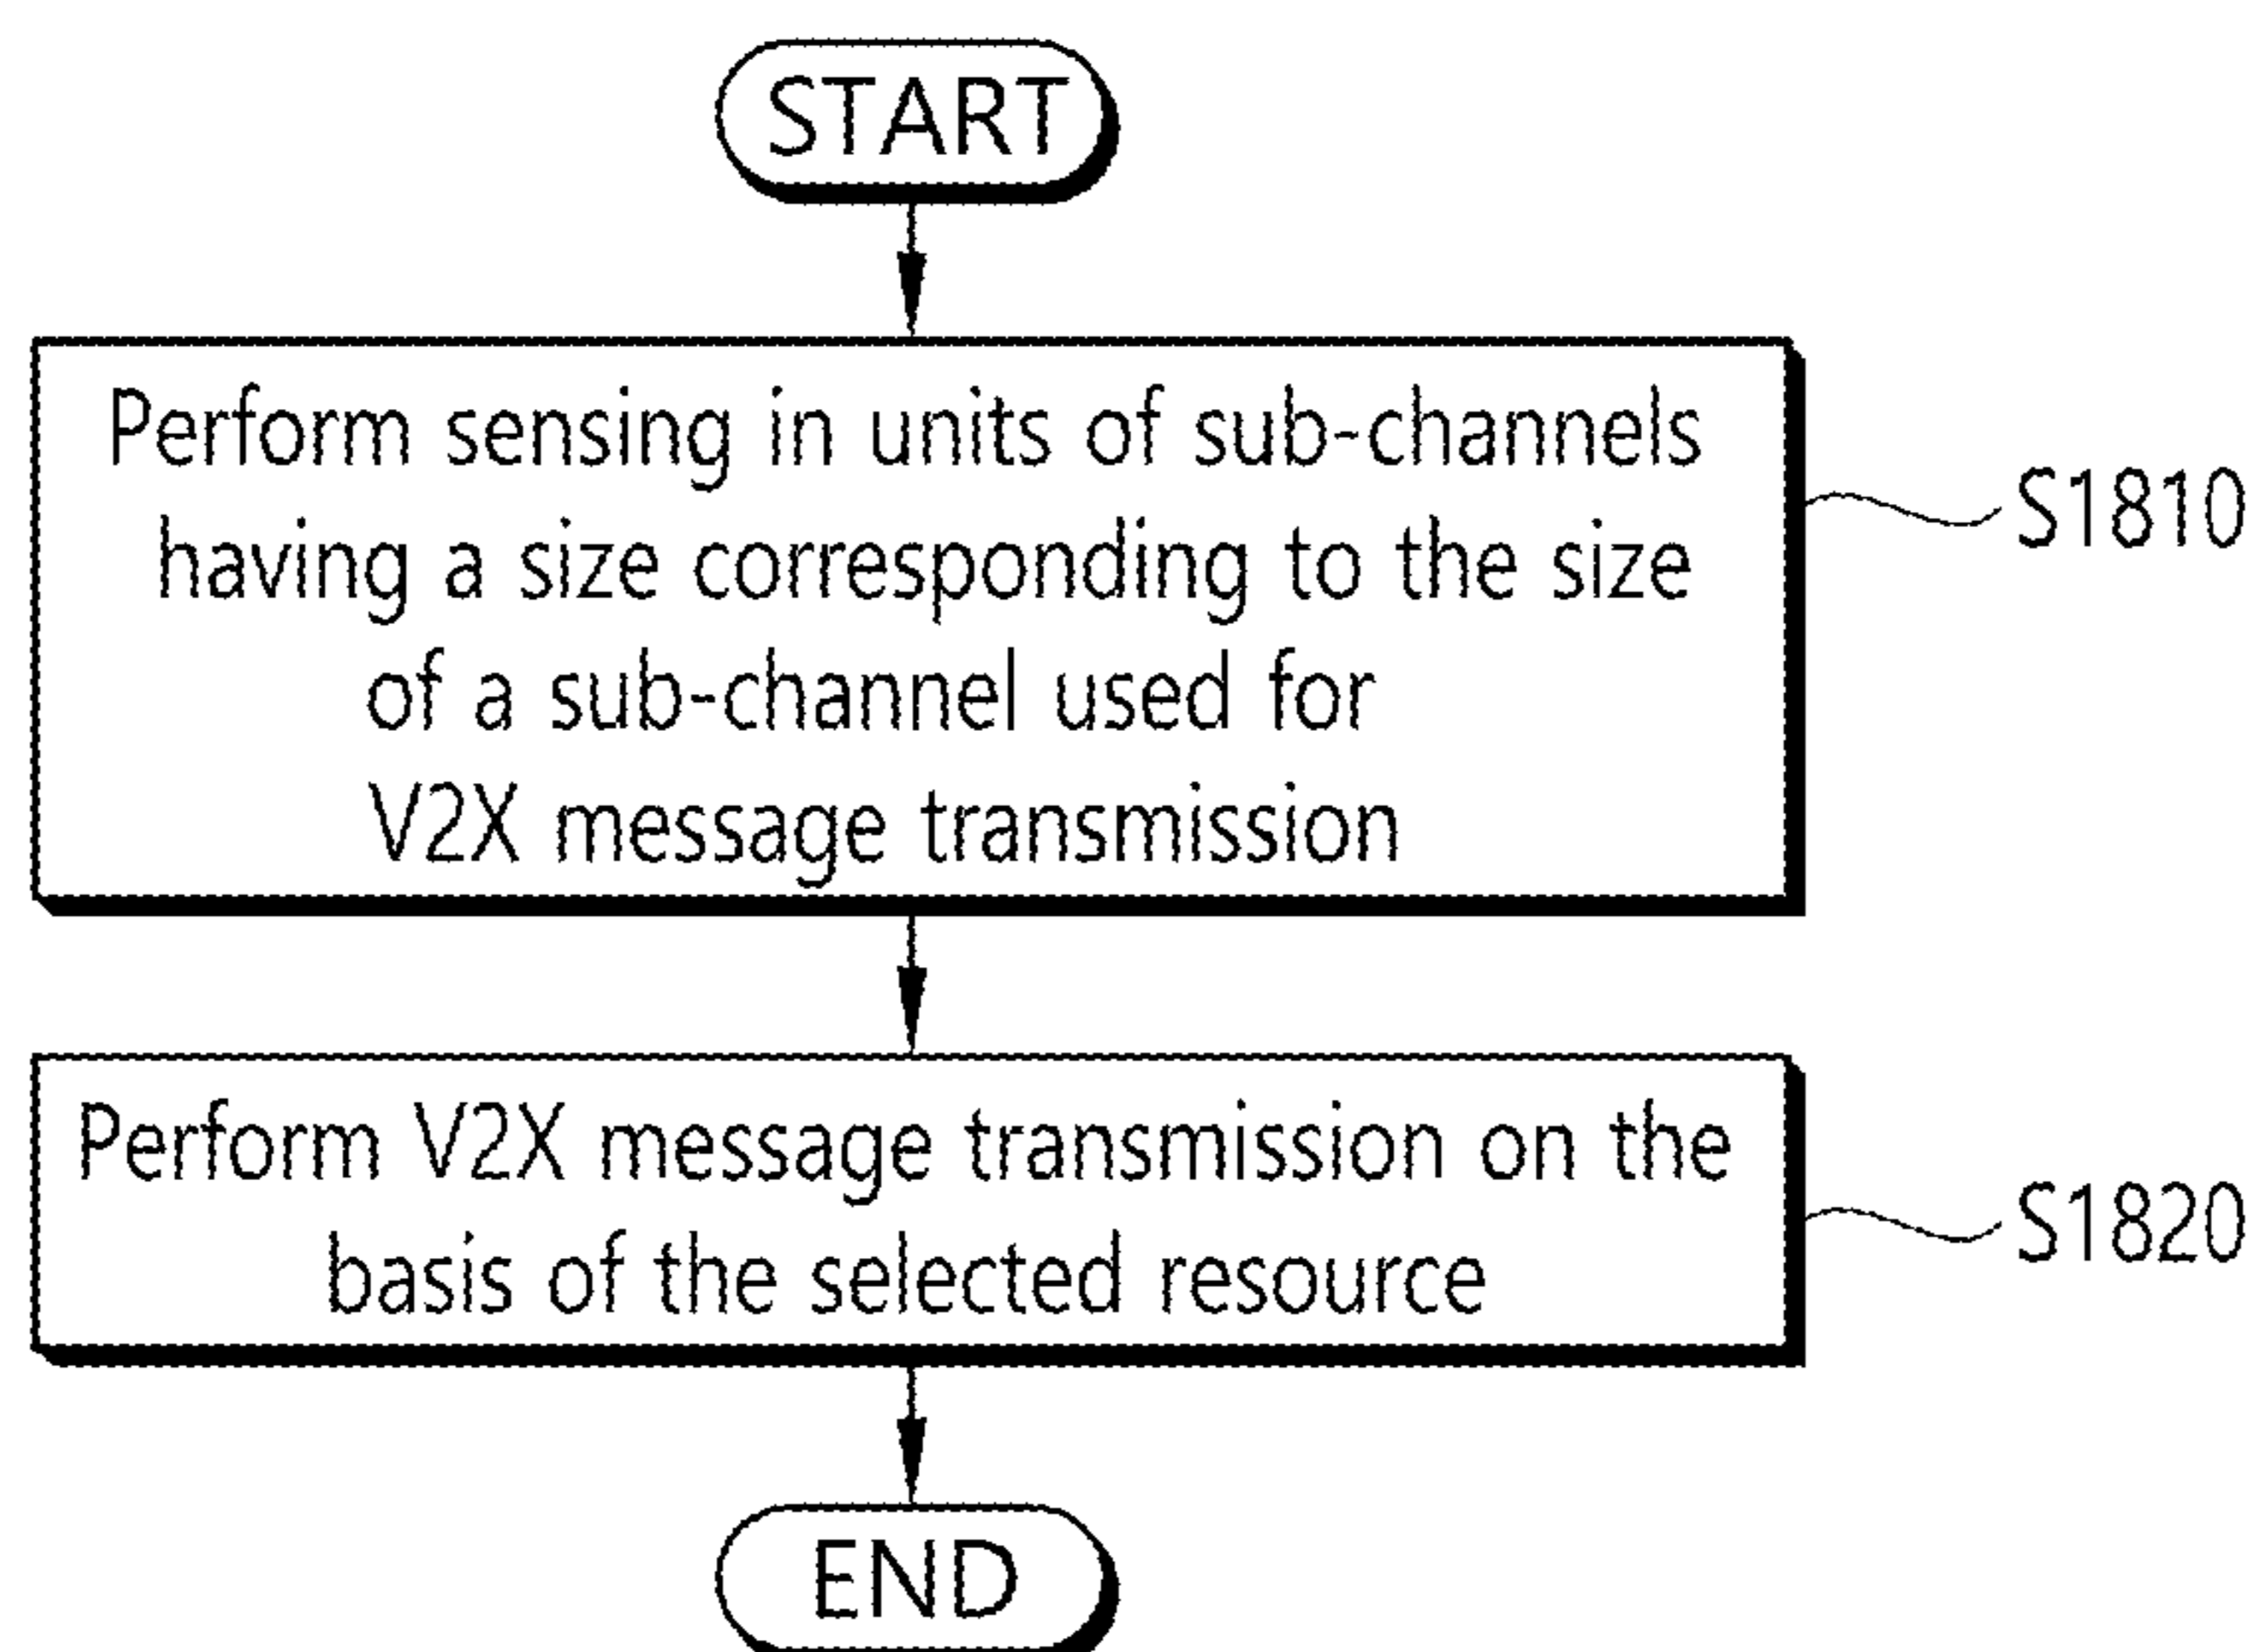 START
Perform sensing in units of sub-channels
having a size corresponding to the size
of a sub-channel used for
V2X message transmission
S1810
Perform V2X message transmission on the
basis of the selected resource
S1820
END